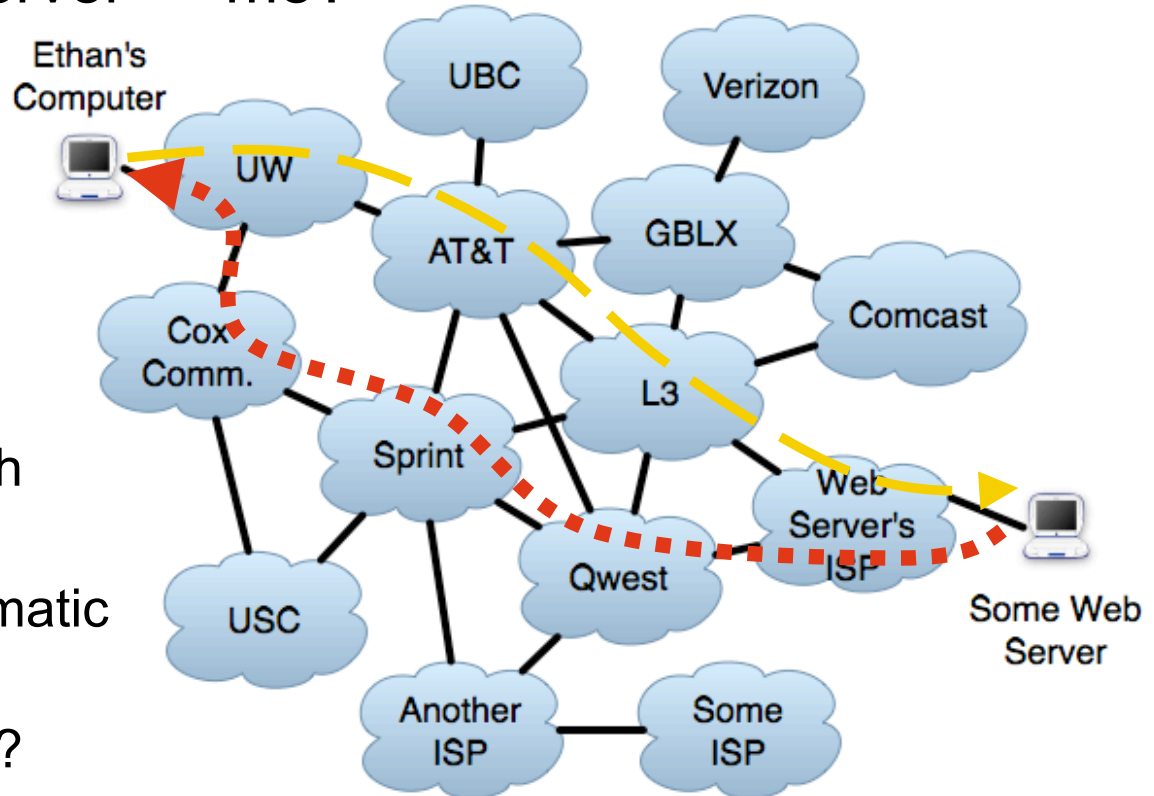 Ethan's
Computer
UBC
Verizon
UW
AT&T
GBLX
Comcast
Cox
Comm.
L3
Sprint
Web
Server's
ISP
Qwest
USC
Some Web
Server
Another
ISP
Some
ISP
matic
?